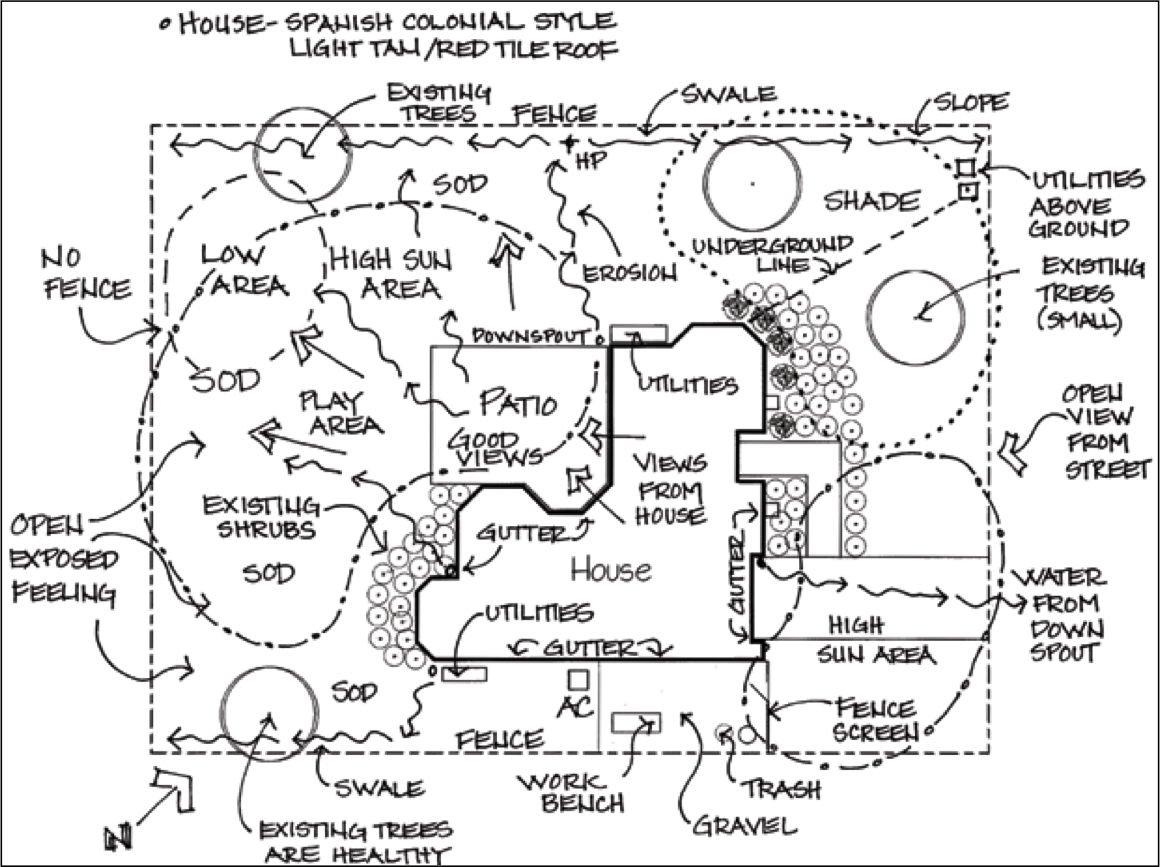 • HOUSE- SPANISH COLONIAL STYLE
LIGHT TAN/RED TILE ROOF
EXISTING
TREES
FENCE
SWALE
SLOPE
HP
SOD
SHADE
UTILITIES
ABOVE
GROUND
NO
FENCE
LOW
AREA
HIGH SUN
AREA
EROSION
UNDERGROUND
LINE
EXISTING
TREES
(SMALL)
DOWNSPOUT
SOD
UTILITIES
PLAY
AREA
PATIO
GOOD
VIEWS
OPEN
VIEW
FROM
STREET
VIEWS
FROM
HOUSE
EXISTING
SHRUBS
OPEN
EXPOSED
FEELING
GUTTER
SOD
House
GUTTER
WATER
FROM
DOWN
SPOUT
UTILITIES
HIGH
SUN AREA
GUTTER
SOD
AC
FENCE
SCREEN
FENCE
WORK
BENCH
TRASH
SWALE
GRAVEL
N
EXISTING TREES
ARE HEALTHY